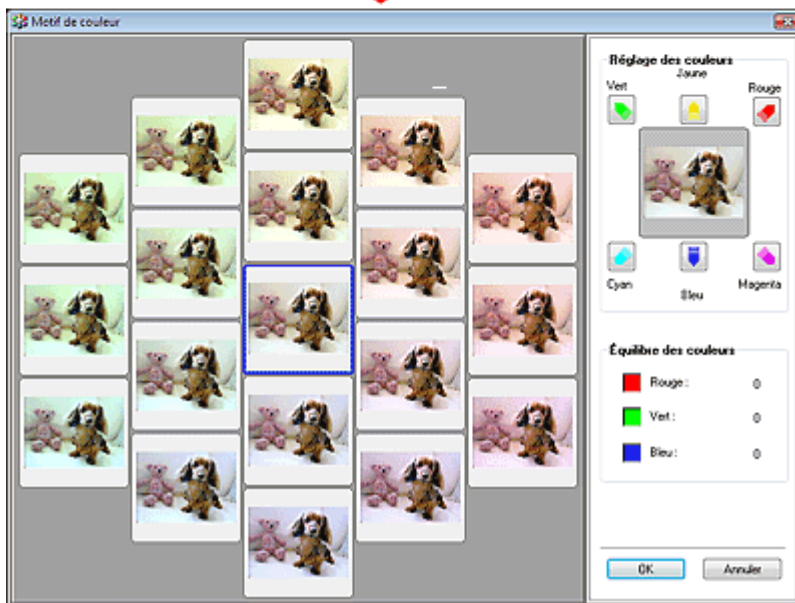 Motif de couleur
Réglage des couleurs
Jaune
Vert
Rouge
Cyan
Bleu
Magenta
Équilibre des couleurs
Rouge : 0
Vert : 0
Bleu : 0
OK
Annuler